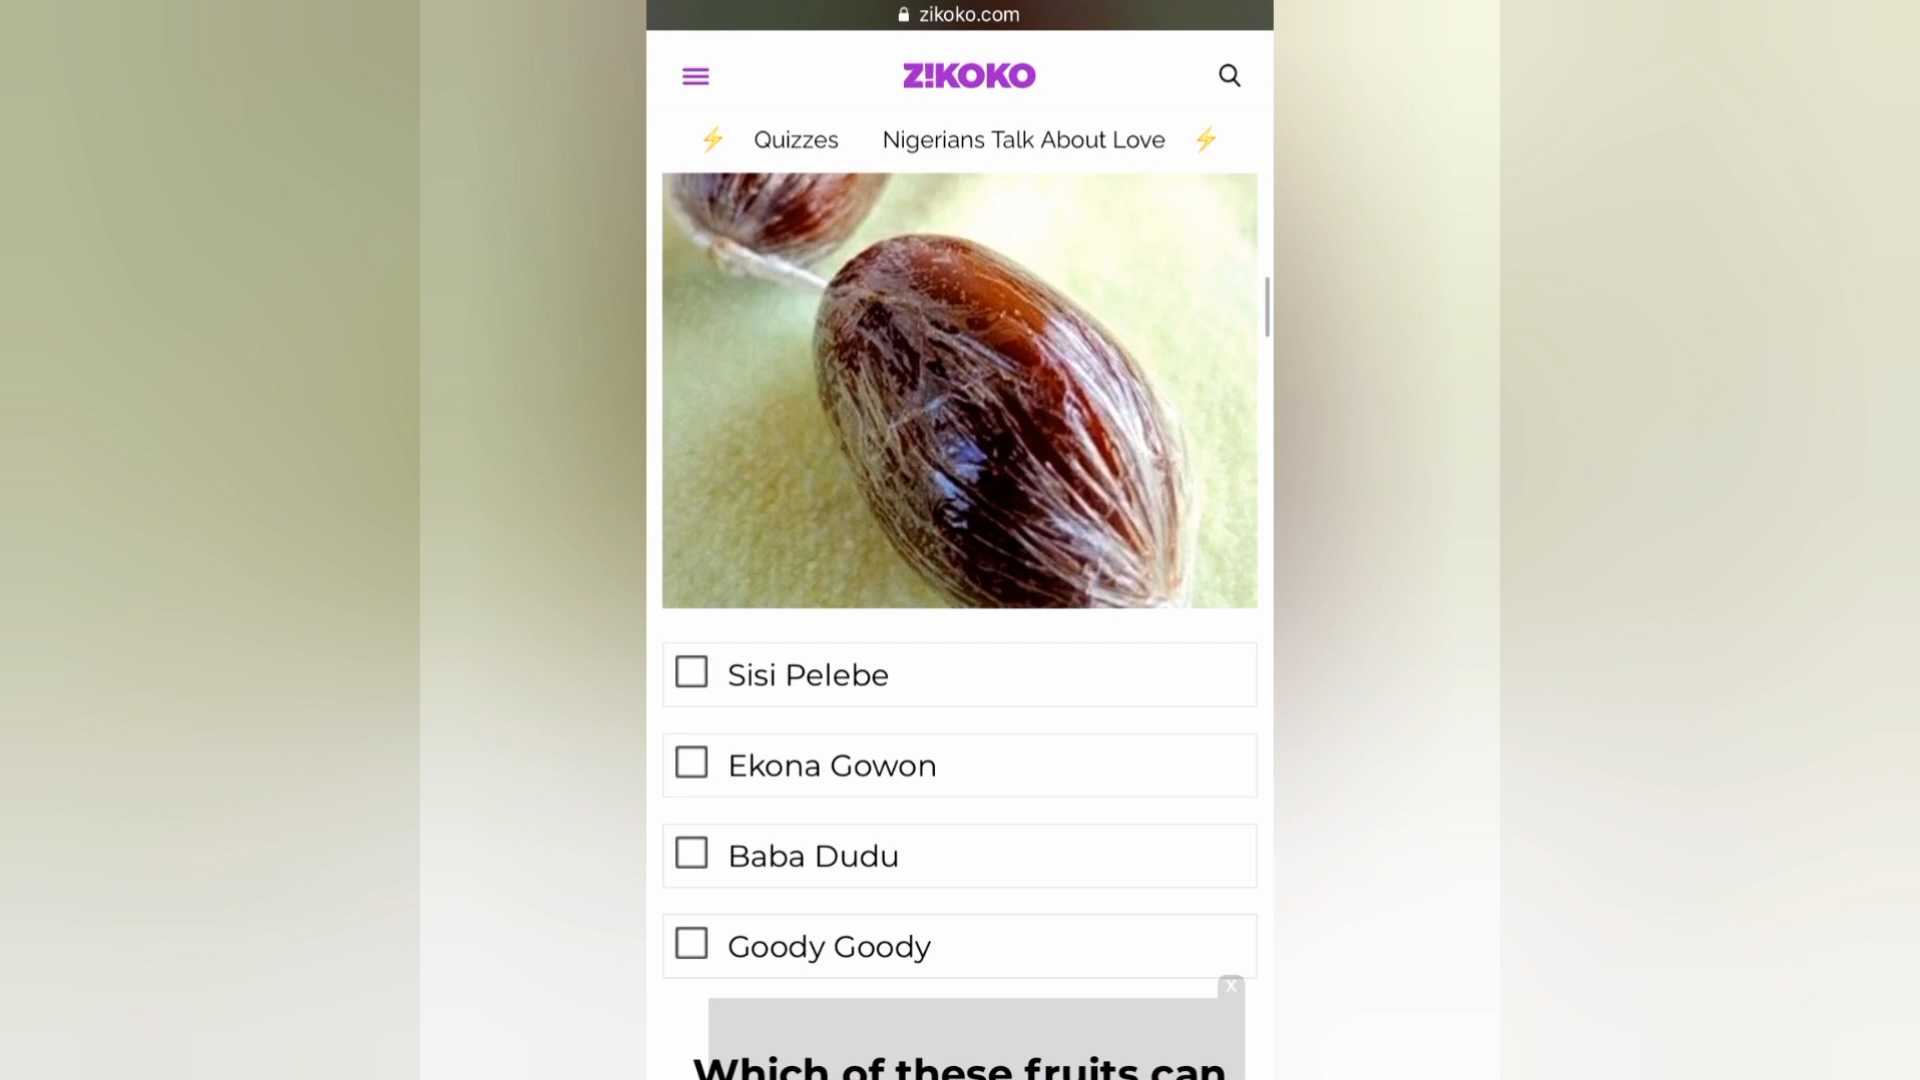 zikoko.com
Z!KOKO
Quizzes Nigerians Talk About Love
Sisi Pelebe
Ekona Gowon
Baba Dudu
Goody Goody
X
Which of these fruits can